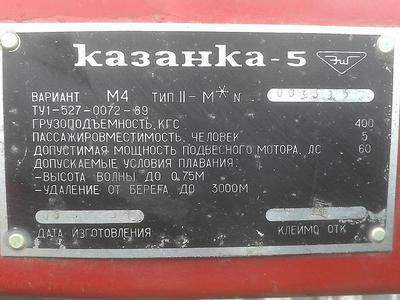 казанка-5
ВАРИАНТ М4 ТИП II-М* N
ТУ1-527-0072-89
ГРУЗОПОДЪЕМНОСТЬ, КГС 400
ПАССАЖИРОВМЕСТИМОСТЬ, ЧЕЛОВЕК 5
ДОПУСТИМАЯ МОЩНОСТЬ ПОДВЕСНОГО МОТОРА, ЛС 60
ДОПУСКАЕМЫЕ УСЛОВИЯ ПЛАВАНИЯ:
-ВЫСОТА ВОЛНЫ ДО 0,75М
-УДАЛЕНИЕ ОТ БЕРЕГА ДО 3000М
ДАТА ИЗГОТОВЛЕНИЯ КЛЕЙМО ОТК